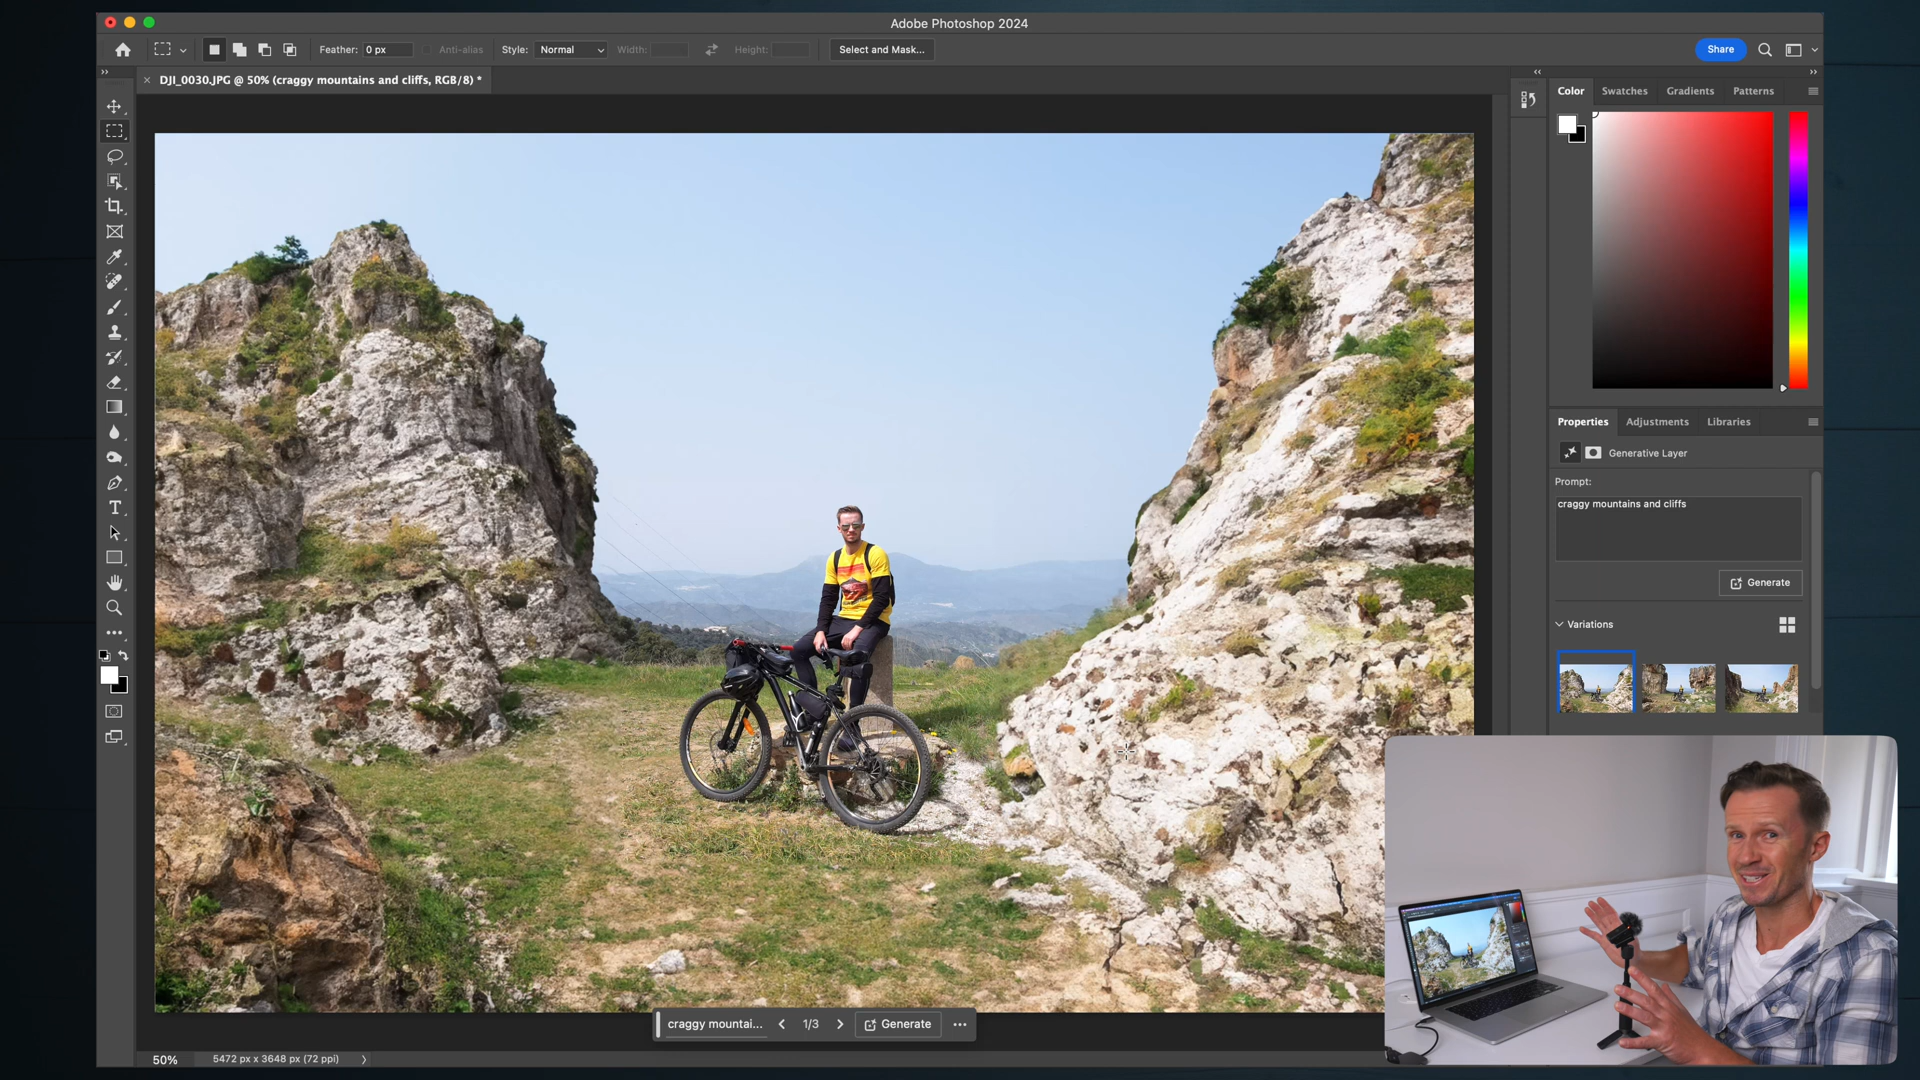 Adobe Photoshop 2024
Feather: 0 px Anti-alias Style: Normal Width: Height: Select and Mask... Share
DJI_0030.JPG @ 50% (craggy mountains and cliffs, RGB/8) *
Color Swatches Gradients Patterns
Properties Adjustments Libraries
Generative Layer
Prompt:
craggy mountains and cliffs
Generate
Variations
craggy mountai... 1/3 Generate
50% 5472 px x 3648 px (72 ppi)